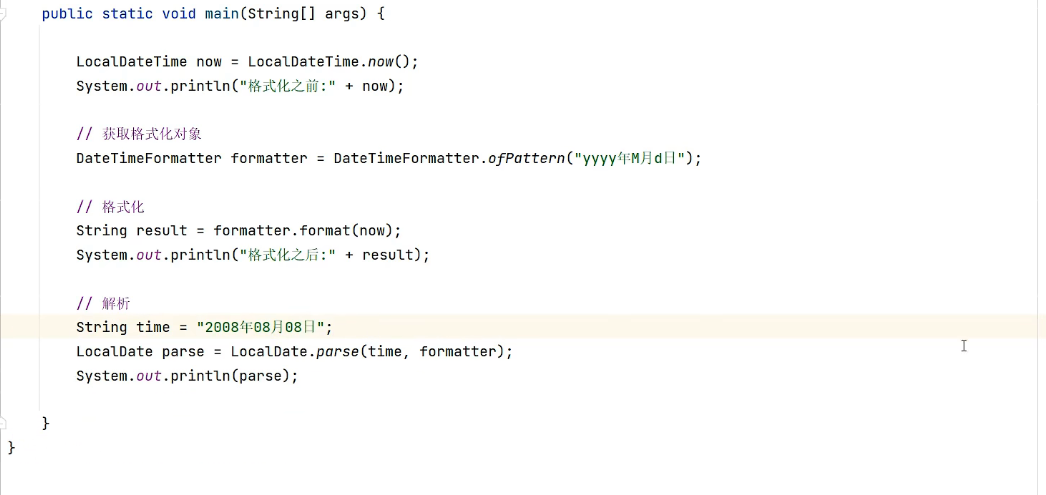 public static void main(String[] args) {
LocalDateTime now = LocalDateTime.now();
System.out.println("格式化之前:" + now);
// 获取格式化对象
DateTimeFormatter formatter = DateTimeFormatter.ofPattern("yyyy年M月d日");
// 格式化
String result = formatter.format(now);
System.out.println("格式化之后:" + result);
// 解析
String time = "2008年08月08日";
LocalDate parse = LocalDate.parse(time, formatter);
System.out.println(parse);
}
}